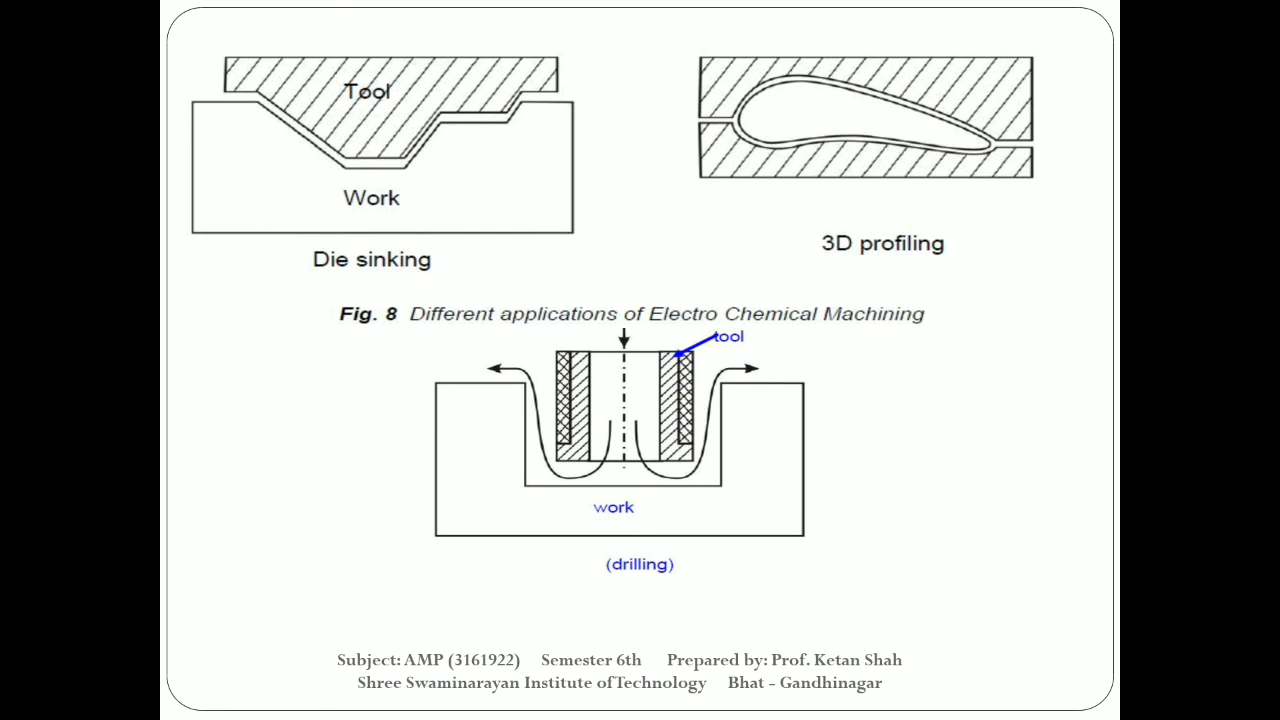 Tool
Work
Die sinking
3D profiling
Fig. 8 Different applications of Electro Chemical Machining
tool
work
(drilling)
Subject: AMP (3161922) Semester 6th Prepared by: Prof. Ketan Shah
Shree Swaminarayan Institute of Technology Bhat - Gandhinagar